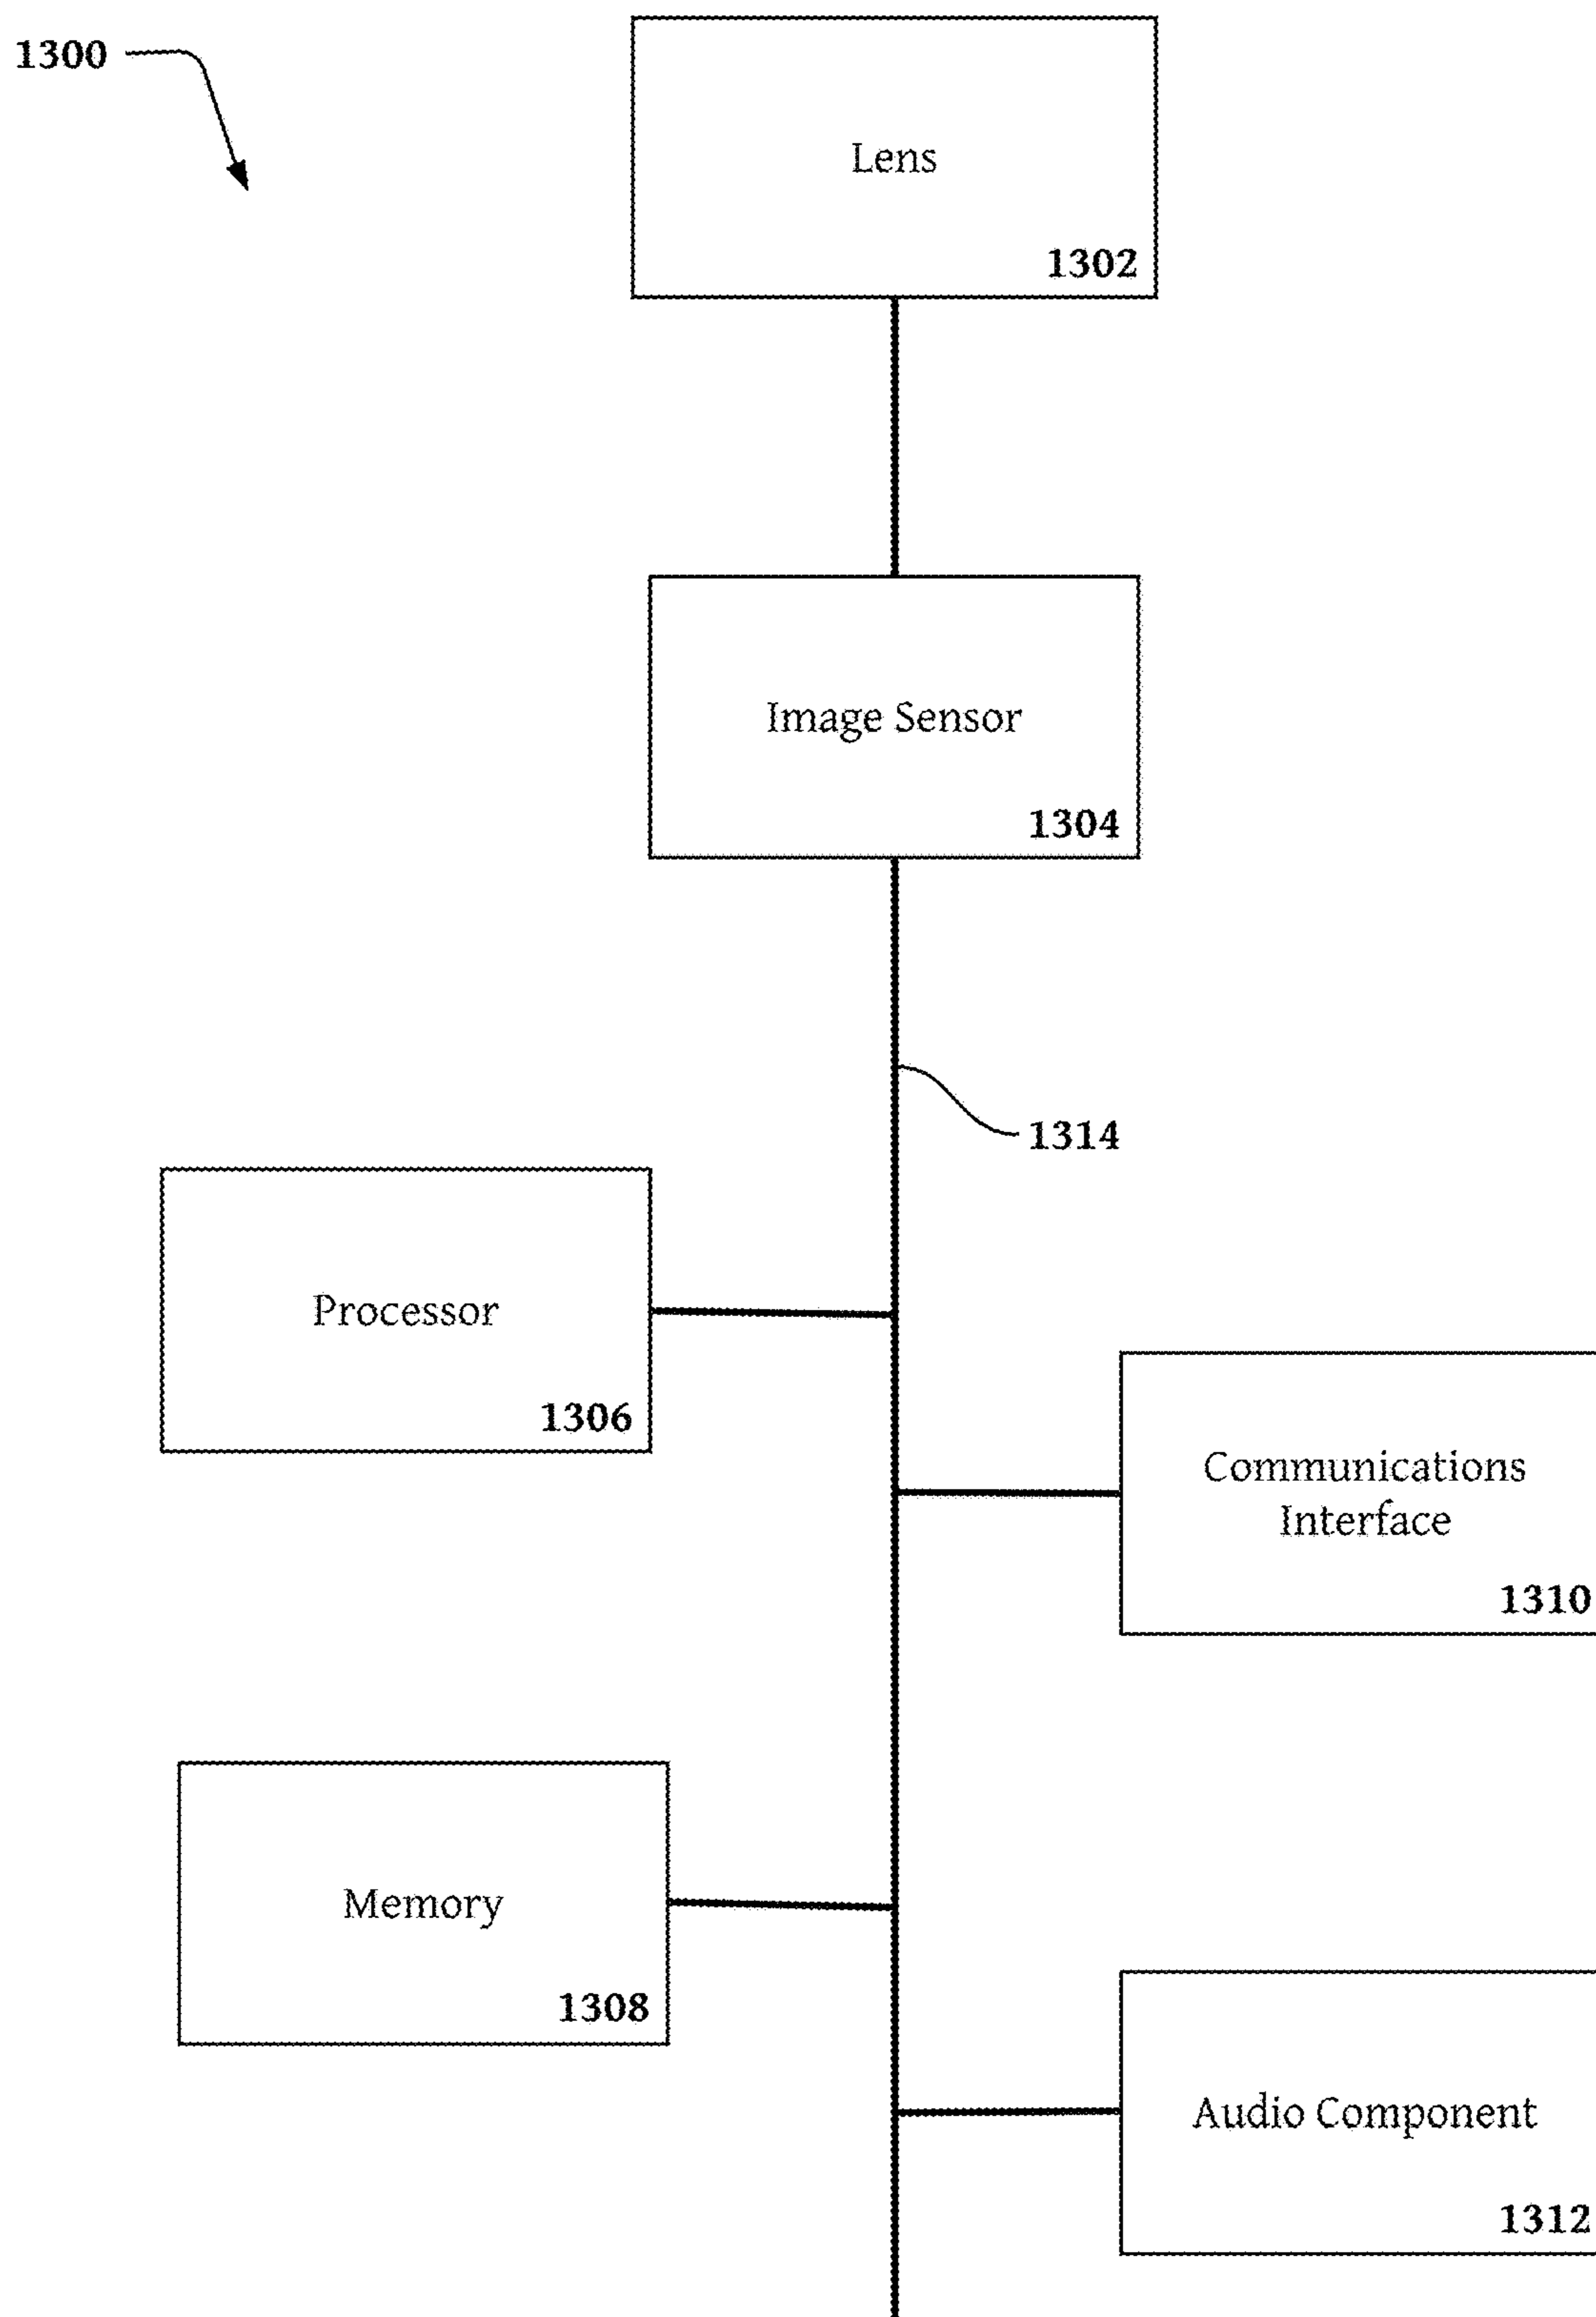 1300
Lens
1302
Image Sensor
1304
1314
Processor
1306
Communications
Interface
1310
Memory
1308
Audio Component
1312